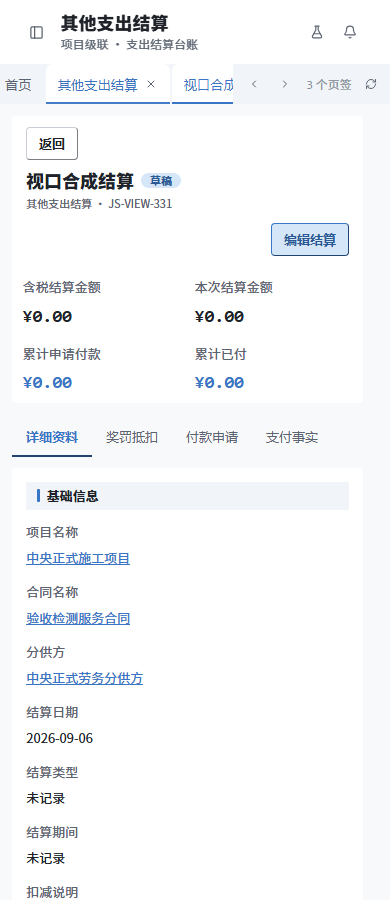 其他支出结算
项目级联 • 支出结算台账
首页
其他支出结算
视口合成
3 个页签
返回
视口合成结算 草稿
其他支出结算 • JS-VIEW-331
编辑结算
含税结算金额 本次结算金额
¥0.00 ¥0.00
累计申请付款 累计已付
¥0.00 ¥0.00
详细资料 奖罚抵扣 付款申请 支付事实
基础信息
项目名称
中央正式施工项目
合同名称
验收检测服务合同
分供方
中央正式劳务分供方
结算日期
2026-09-06
结算类型
未记录
结算期间
未记录
扣减说明